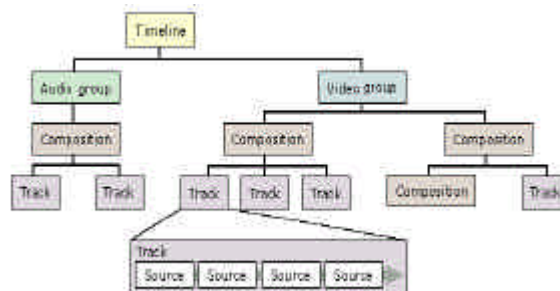 Timeline
Audio group
Video group
Composition
Composition
Composition
Track
Track
Track
Track
Track
Composition
Track
Track
Source
Source
Source
Source